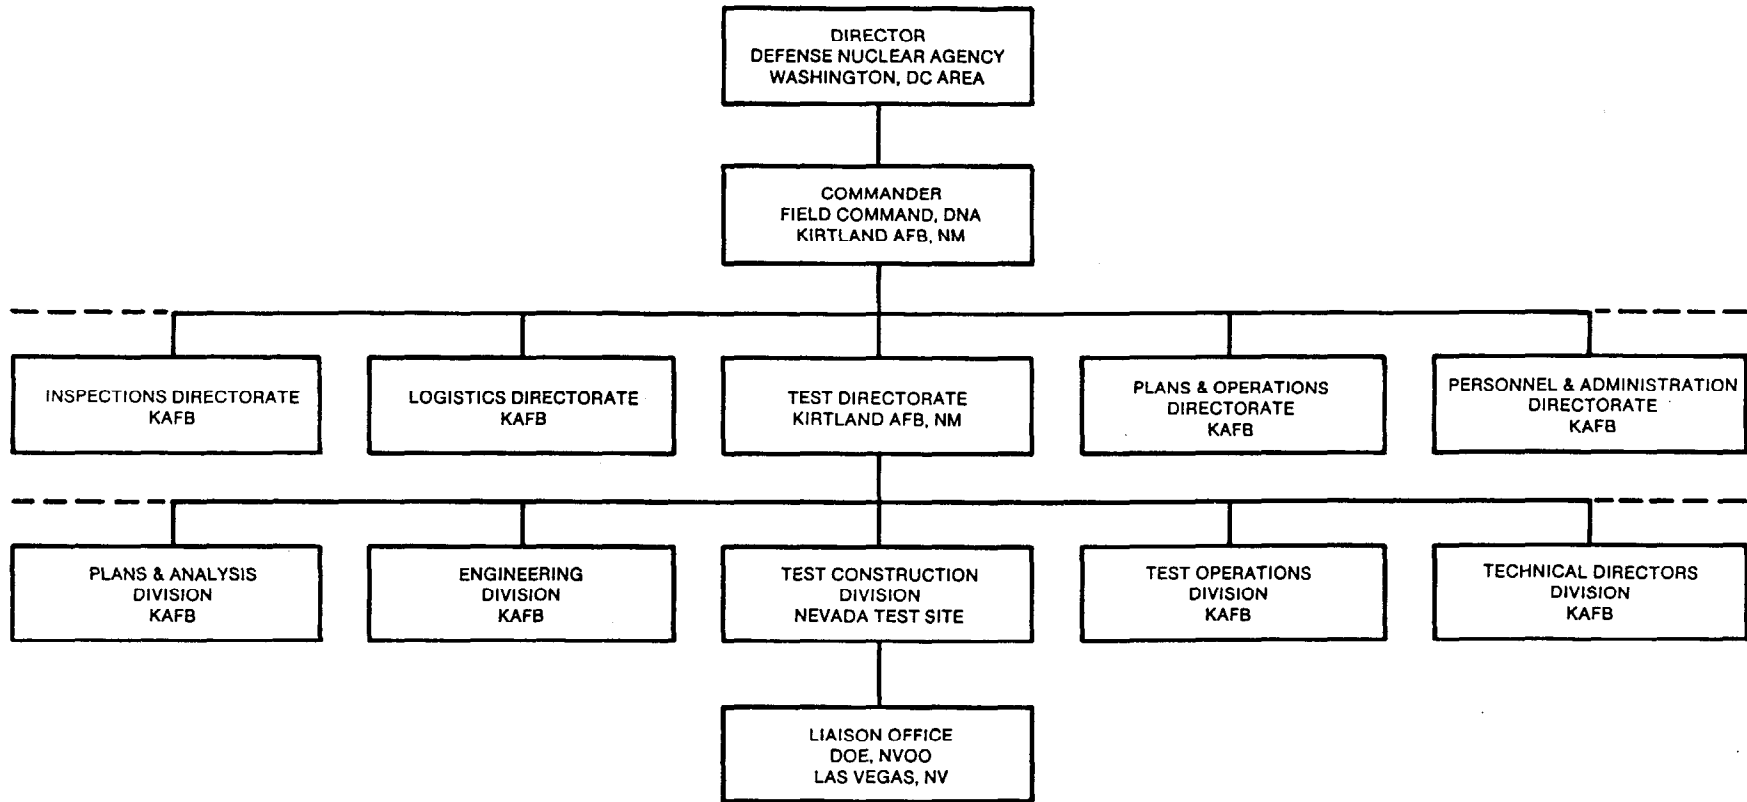 DIRECTOR
DEFENSE NUCLEAR AGENCY
WASHINGTON, DC AREA
COMMANDER
FIELD COMMAND, DNA
KIRTLAND AFB, NM
INSPECTIONS DIRECTORATE
KAFB
LOGISTICS DIRECTORATE
KAFB
TEST DIRECTORATE
KIRTLAND AFB, NM
PLANS & OPERATIONS
DIRECTORATE
KAFB
PERSONNEL & ADMINISTRATION
DIRECTORATE
KAFB
PLANS & ANALYSIS
DIVISION
KAFB
ENGINEERING
DIVISION
KAFB
TEST CONSTRUCTION
DIVISION
NEVADA TEST SITE
TEST OPERATIONS
DIVISION
KAFB
TECHNICAL DIRECTORS
DIVISION
KAFB
LIAISON OFFICE
DOE, NVOO
LAS VEGAS, NV